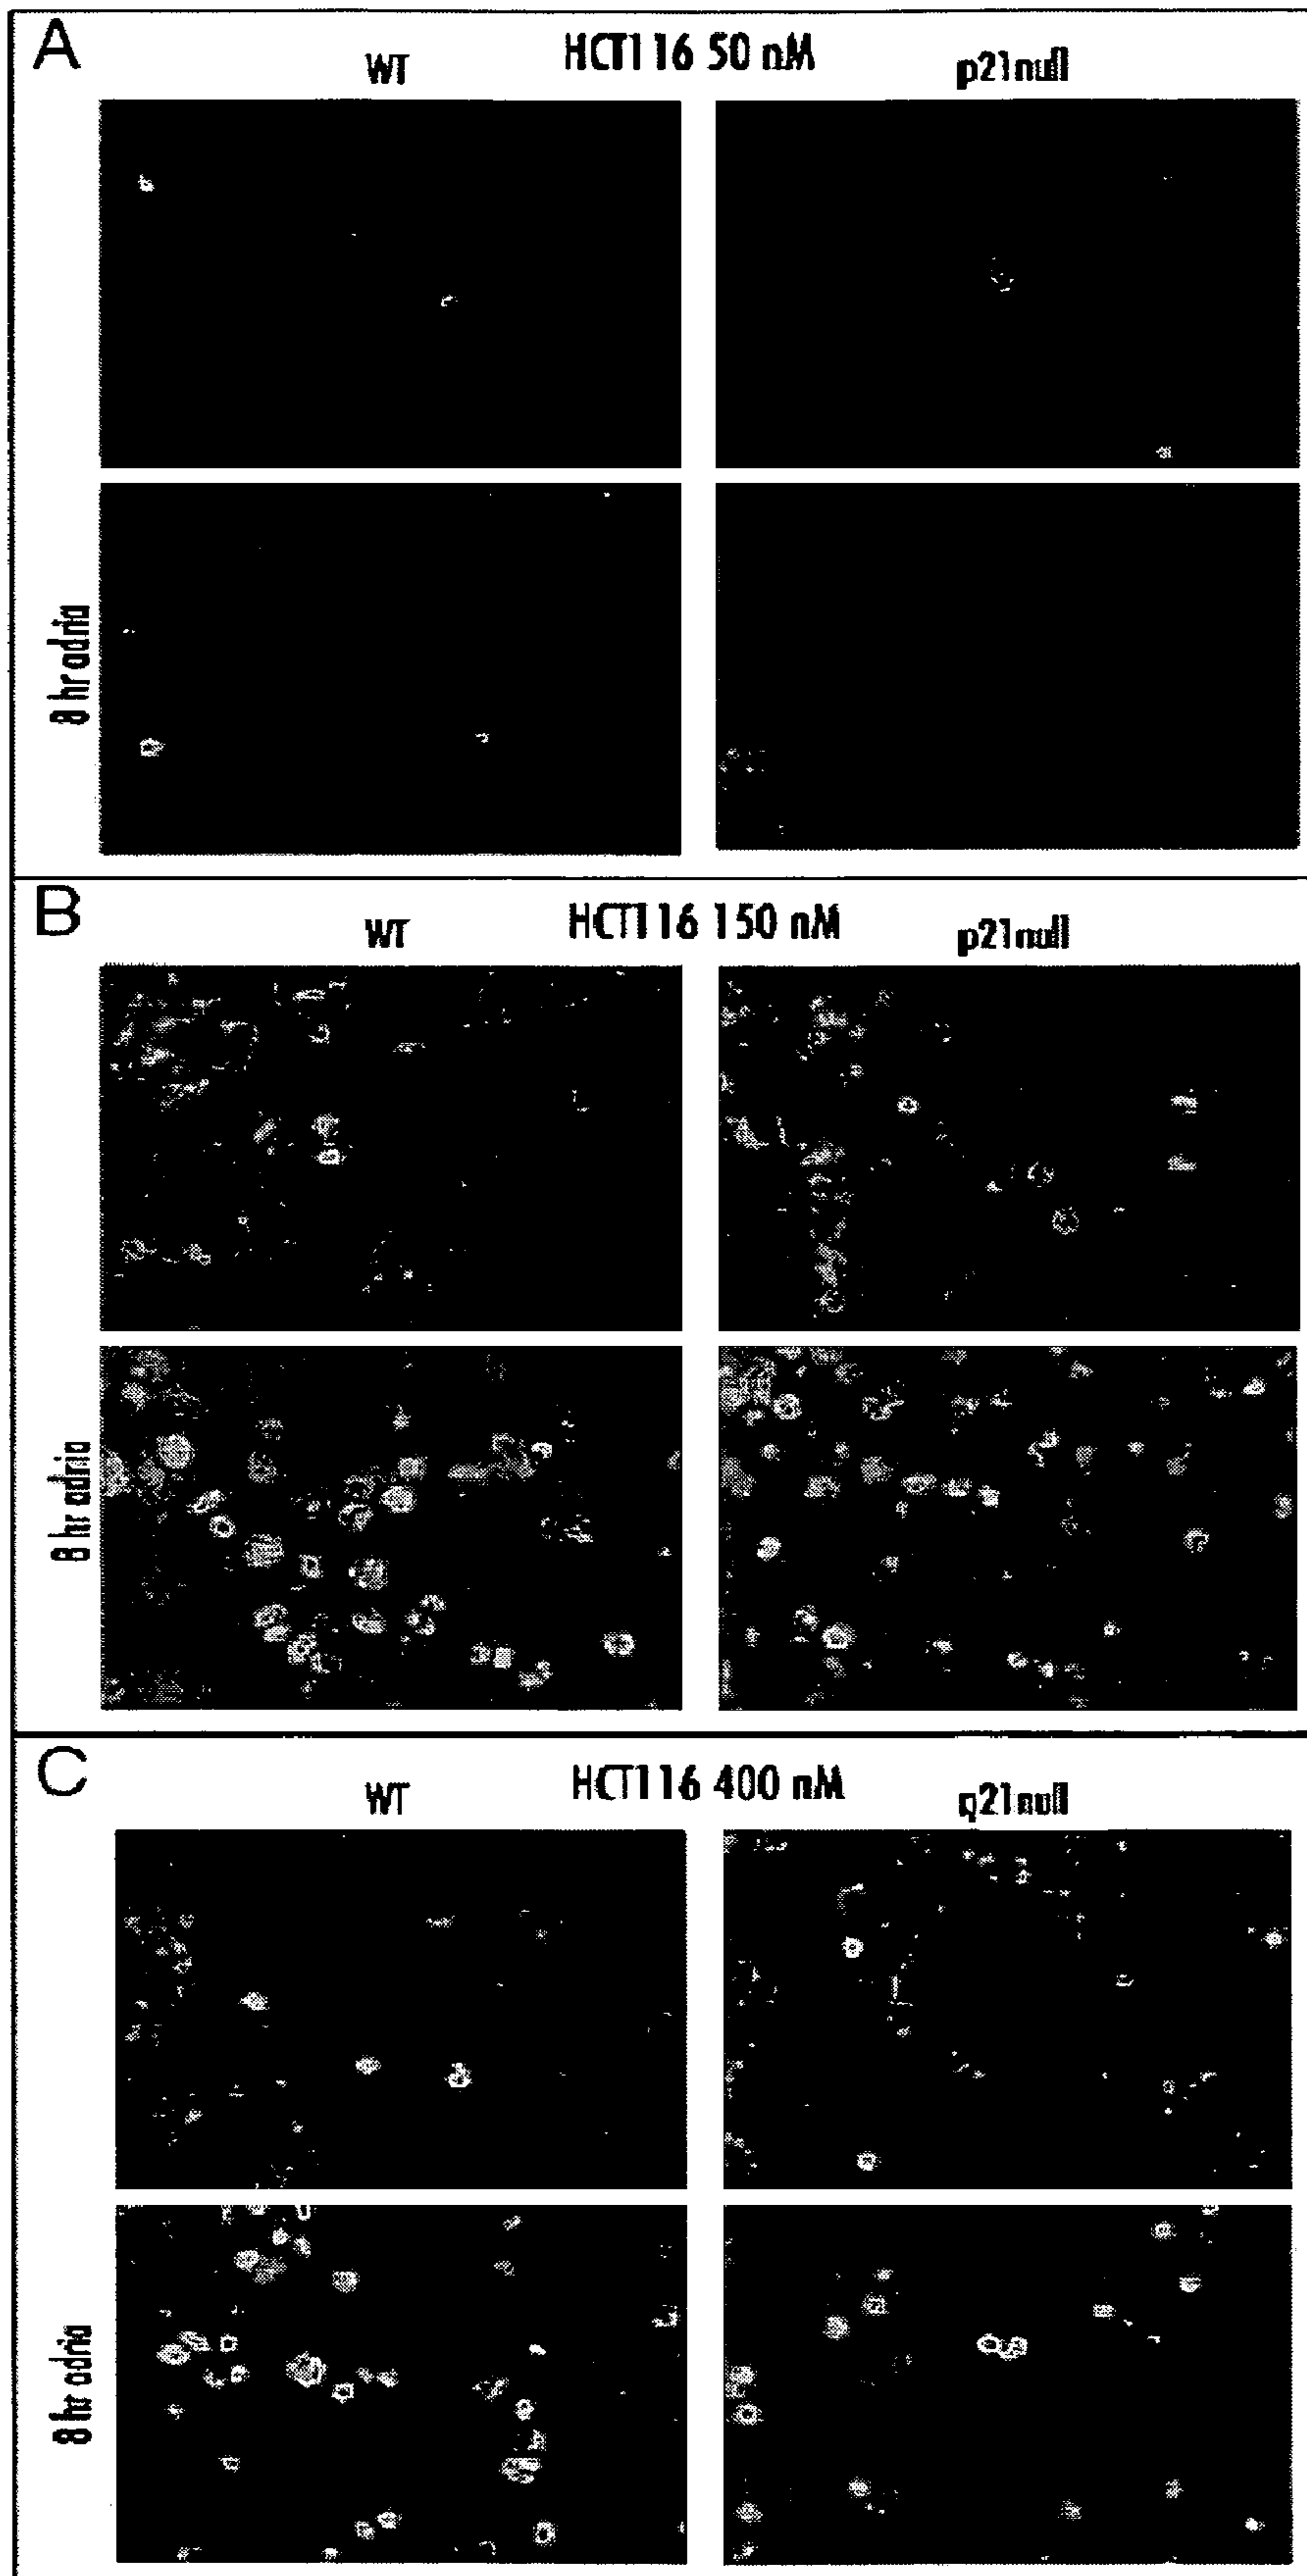 A
HCT116 50 nM
WT
p21null
8 hr adria
B
HCT116 150 nM
WT
p21null
8 hr adria
C
HCT116 400 nM
WT
p21null
8 hr adria